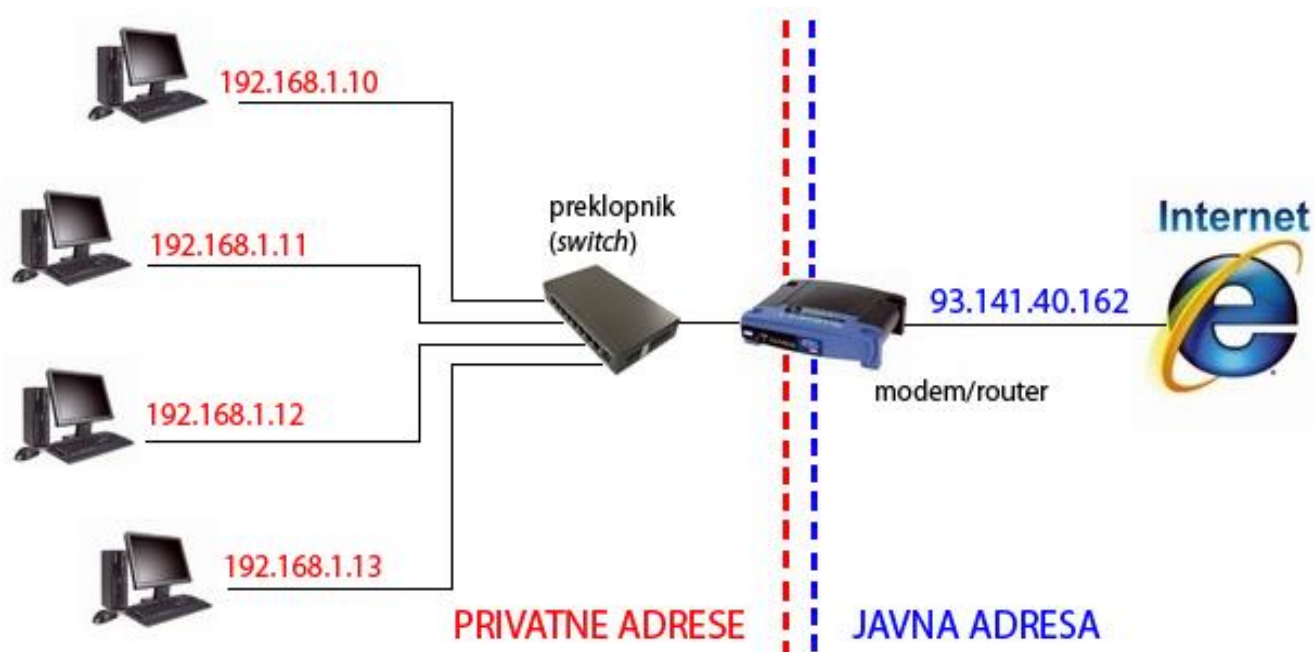 192.168.1.10
192.168.1.11
192.168.1.12
192.168.1.13
preklopnik
(switch)
modem/router
93.141.40.162
Internet
PRIVATNE ADRESE
JAVNA ADRESA